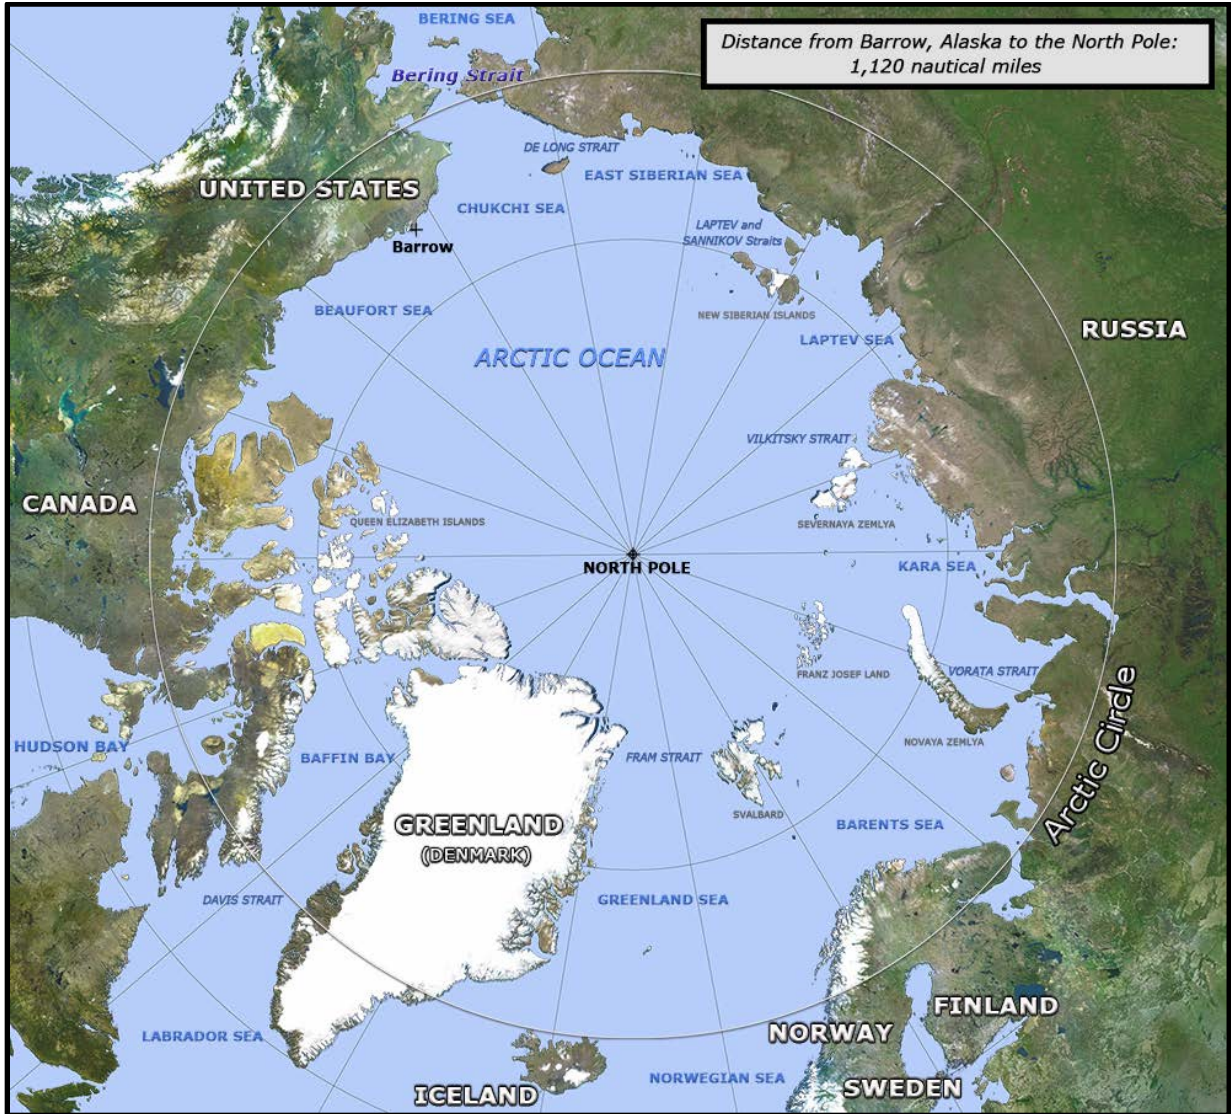 BERING SEA
Distance from Barrow, Alaska to the North Pole:
1,120 nautical miles
Bering Strait
DE LONG STRAIT
EAST SIBERIAN SEA
UNITED STATES
CHUKCHI SEA
LAPTEV and
SANNIKOV Straits
Barrow
BEAUFORT SEA
NEW SIBERIAN ISLANDS
RUSSIA
LAPTEV SEA
ARCTIC OCEAN
VILKITSKY STRAIT
CANADA
QUEEN ELIZABETH ISLANDS
SEVERNAYA ZEMLYA
NORTH POLE
KARA SEA
FRANZ JOSEF LAND
VORATA STRAIT
HUDSON BAY
BAFFIN BAY
FRAM STRAIT
NOVAYA ZEMLYA
Arctic Circle
SVALBARD
GREENLAND
(DENMARK)
BARENTS SEA
DAVIS STRAIT
GREENLAND SEA
FINLAND
LABRADOR SEA
NORWAY
ICELAND
NORWEGIAN SEA
SWEDEN